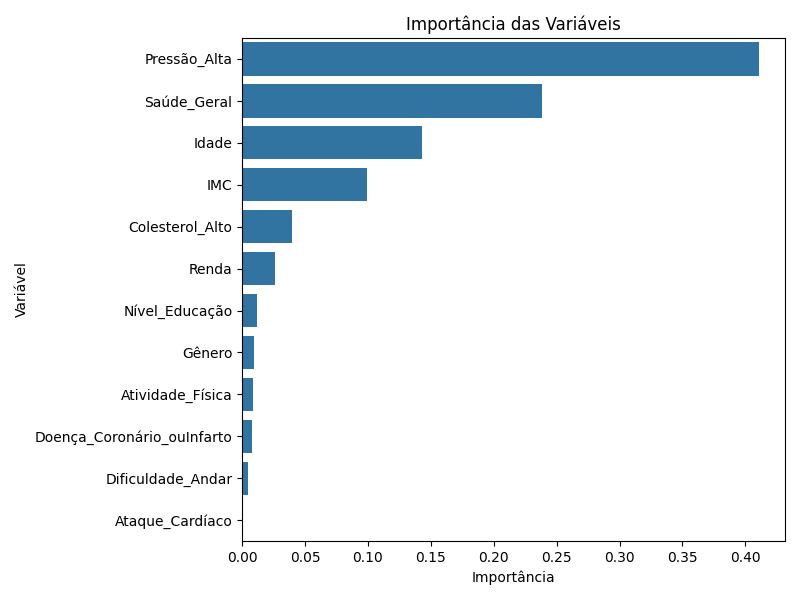 Importância das Variáveis
Variável
Pressão_Alta
Saúde_Geral
Idade
IMC
Colesterol_Alto
Renda
Nível_Educação
Gênero
Atividade_Física
Doença_Coronário_ouInfarto
Dificuldade_Andar
Ataque_Cardíaco
0.00 0.05 0.10 0.15 0.20 0.25 0.30 0.35 0.40
Importância